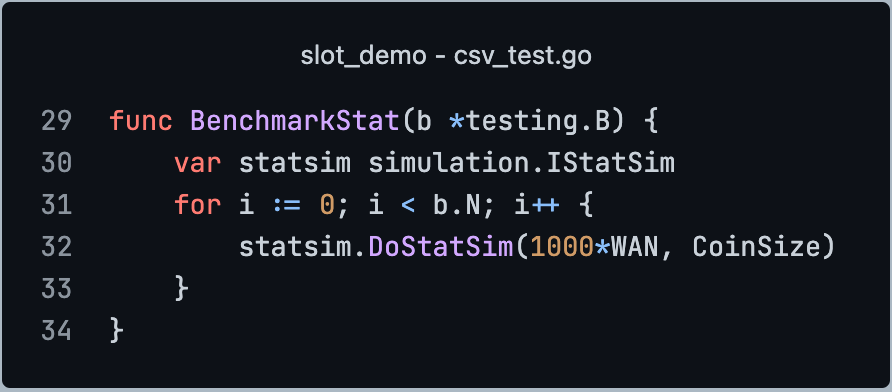 slot_demo - csv_test.go
29 func BenchmarkStat(b *testing.B) {
30 var statsim simulation.IStatSim
31 for i := 0; i < b.N; i++ {
32 statsim.DoStatSim(1000*WAN, CoinSize)
33 }
34 }